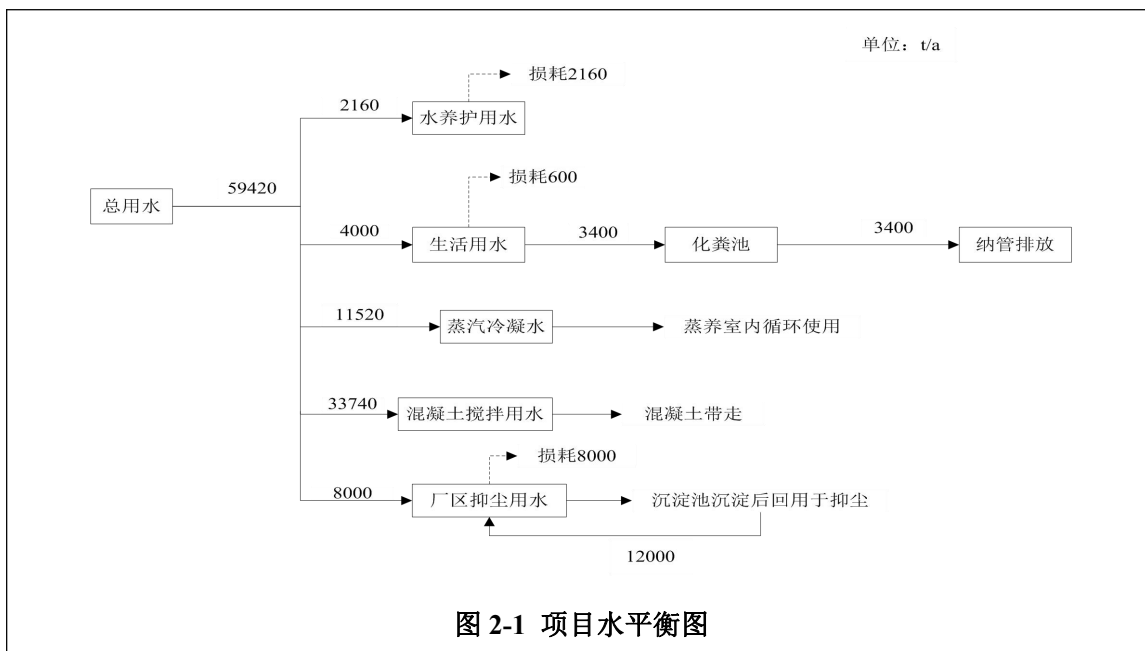 单位：t/a
损耗2160
2160
水养护用水
损耗600
59420
总用水
4000
生活用水
3400
化粪池
3400
纳管排放
11520
蒸汽冷凝水
蒸养室内循环使用
33740
混凝土搅拌用水
混凝土带走
损耗8000
8000
厂区抑尘用水
沉淀池沉淀后回用于抑尘
12000
图 2-1 项目水平衡图